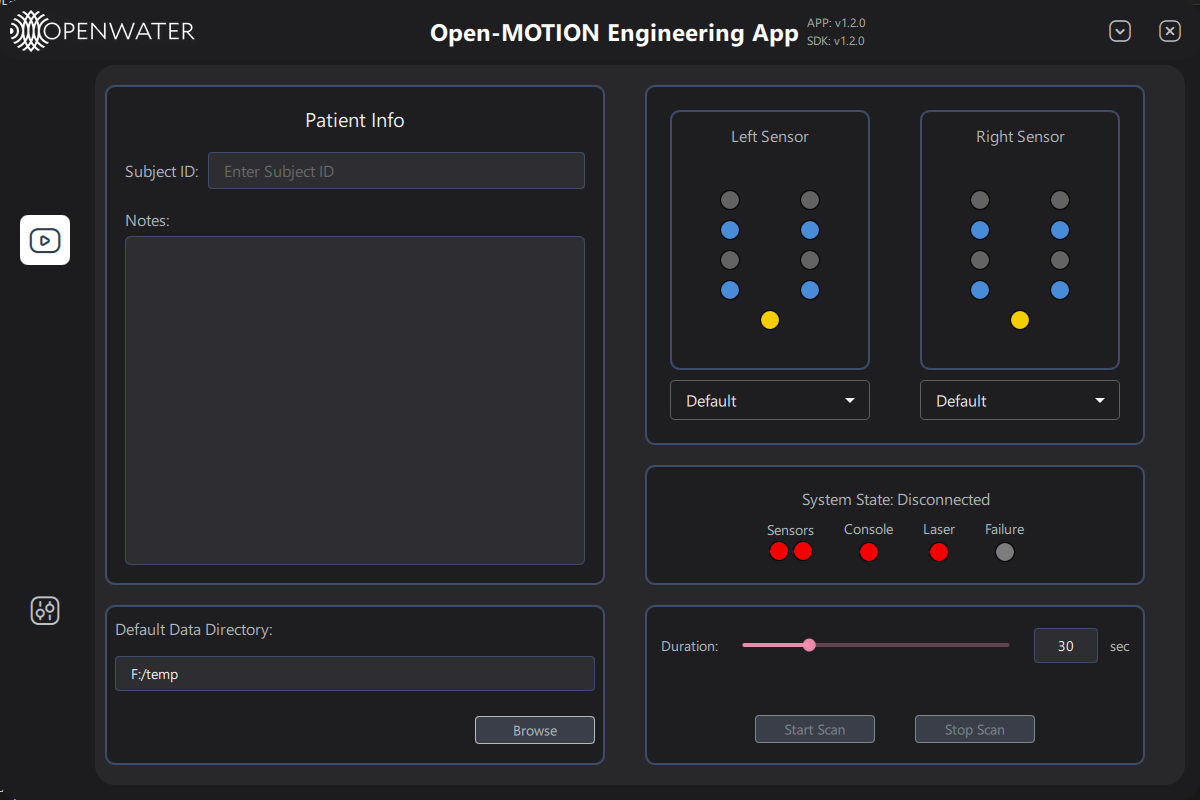 OPENWATER
Open-MOTION Engineering App
APP: v1.2.0
SDK: v1.2.0
Patient Info
Subject ID:
Enter Subject ID
Notes:
Default Data Directory:
F:/temp
Browse
Left Sensor
Right Sensor
Default
Default
System State: Disconnected
Sensors
Console
Laser
Failure
Duration:
30
sec
Start Scan
Stop Scan